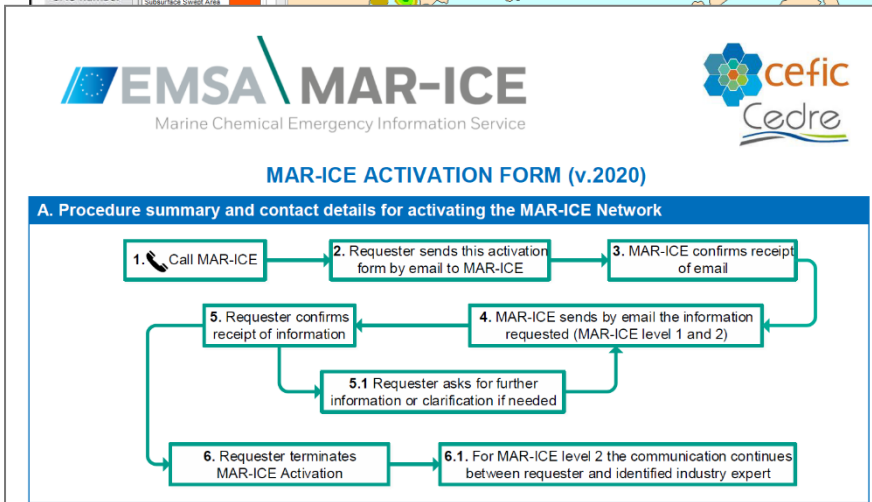 Subsurface Swept Area
EMSA MAR-ICE
Marine Chemical Emergency Information Service
cefic
Cedre
MAR-ICE ACTIVATION FORM (v.2020)
A. Procedure summary and contact details for activating the MAR-ICE Network
1. Call MAR-ICE
2. Requester sends this activation
form by email to MAR-ICE
3. MAR-ICE confirms receipt
of email
5. Requester confirms
receipt of information
4. MAR-ICE sends by email the information
requested (MAR-ICE level 1 and 2)
5.1 Requester asks for further
information or clarification if needed
6. Requester terminates
MAR-ICE Activation
6.1. For MAR-ICE level 2 the communication continues
between requester and identified industry expert